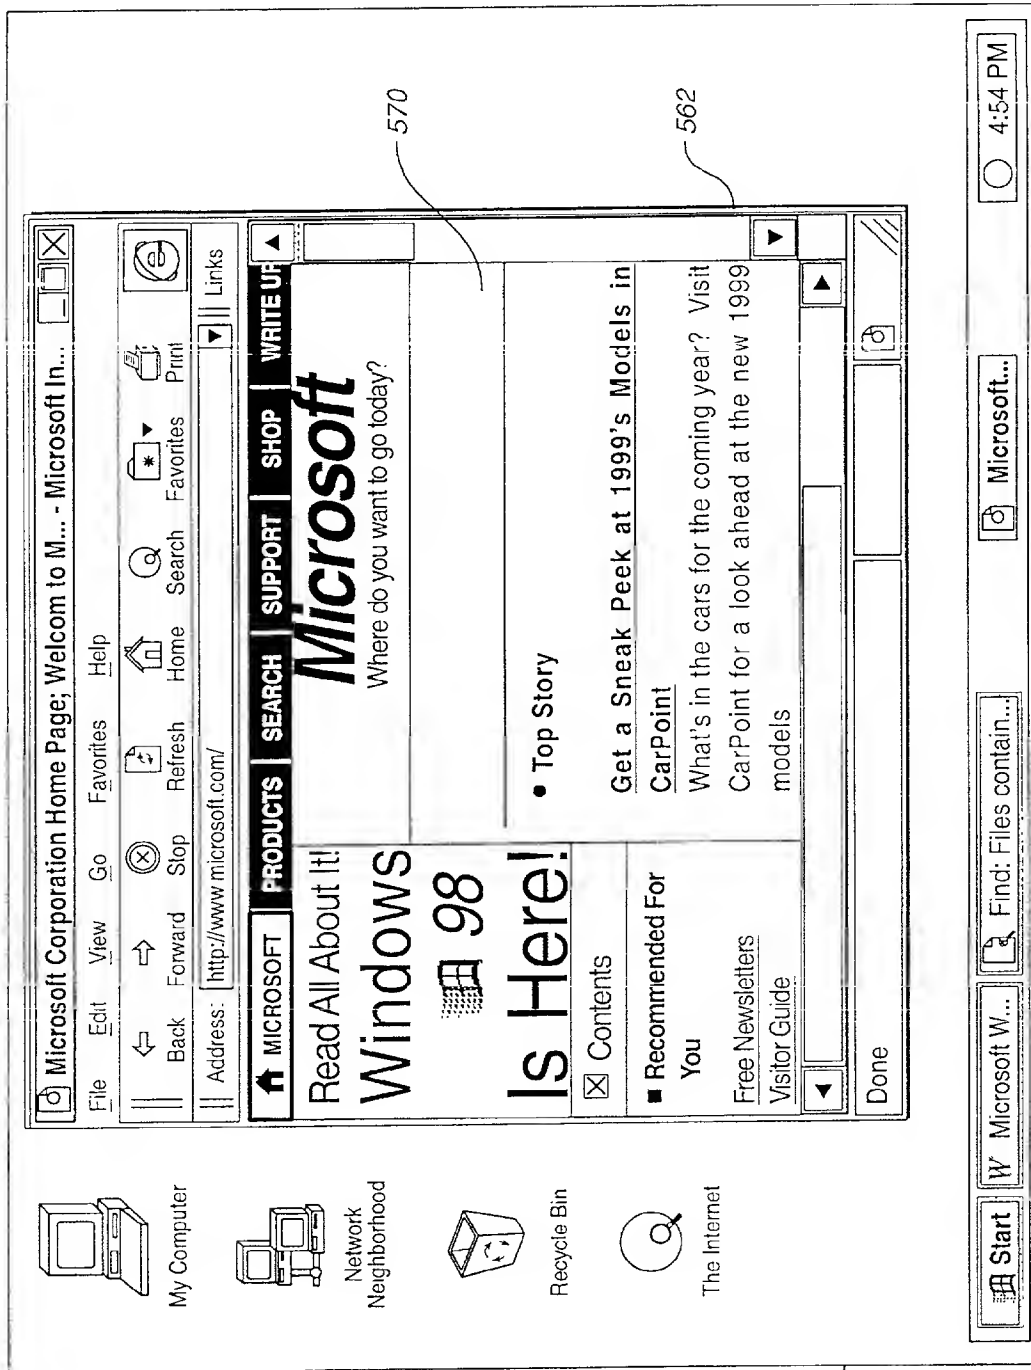 Microsoft Corporation Home Page; Welcom to M... - Microsoft In...
File Edit View Go Favorites Help
Back Forward Stop Refresh Home Search Favorites Print
Address: http://www.microsoft.com/ Links
MICROSOFT PRODUCTS SEARCH SUPPORT SHOP WRITE UP
Read All About It!
Windows
98
Is Here!
Contents
Recommended For
You
Free Newsletters
Visitor Guide
Microsoft
Where do you want to go today?
• Top Story
Get a Sneak Peek at 1999's Models in
CarPoint
What's in the cars for the coming year? Visit
CarPoint for a look ahead at the new 1999
models
Done
570
562
My Computer
Network
Neighborhood
Recycle Bin
The Internet
Start W Microsoft W... Find: Files contain... Microsoft... 4:54 PM